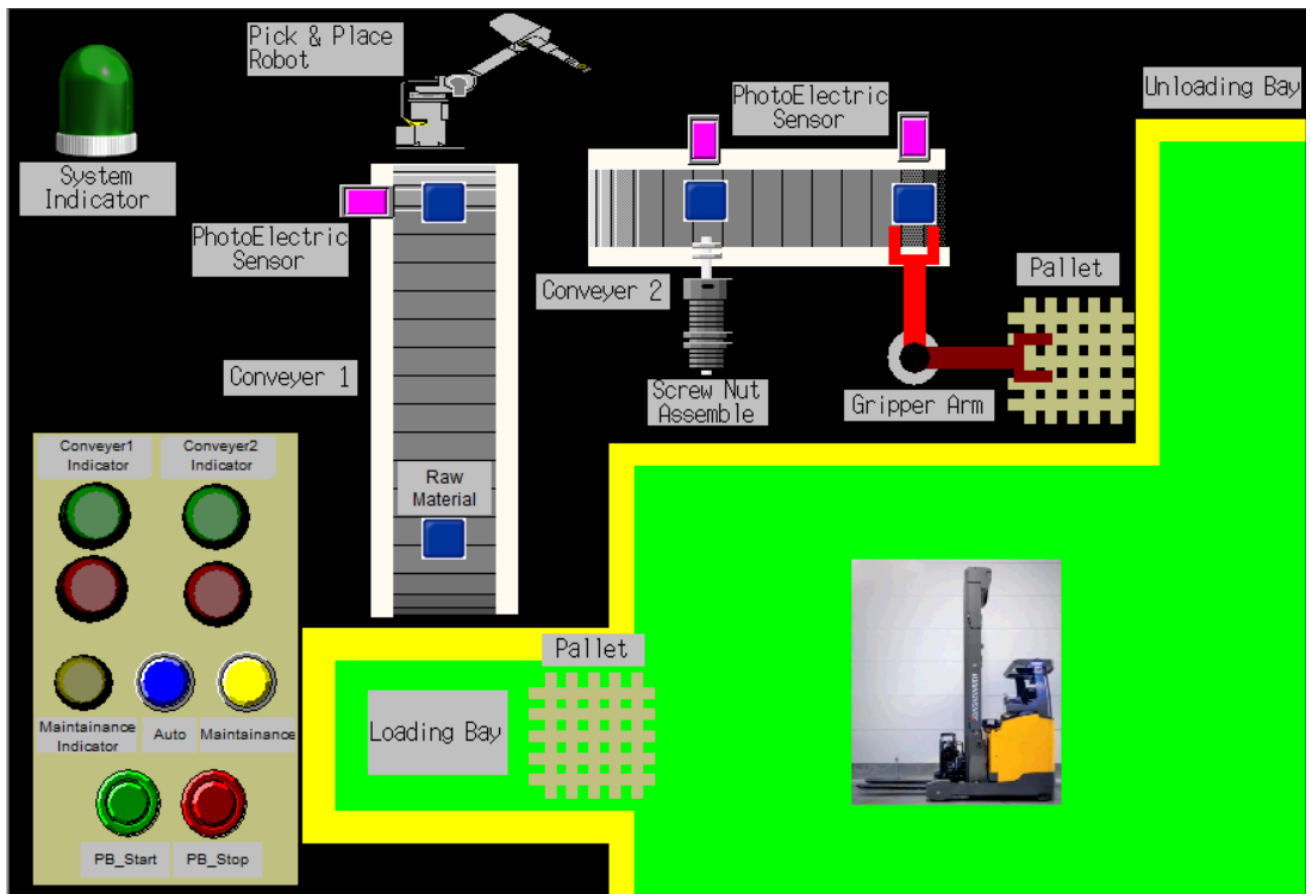 Pick & Place
Robot
PhotoElectric
Sensor
Unloading Bay
System
Indicator
PhotoElectric
Sensor
Conveyer 2
Pallet
Conveyer 1
Screw Nut
Assemble
Gripper Arm
Conveyer1
Indicator
Conveyer2
Indicator
Raw
Material
Pallet
Loading Bay
Maintainance
Indicator
Auto
Maintainance
PB_Start
PB_Stop